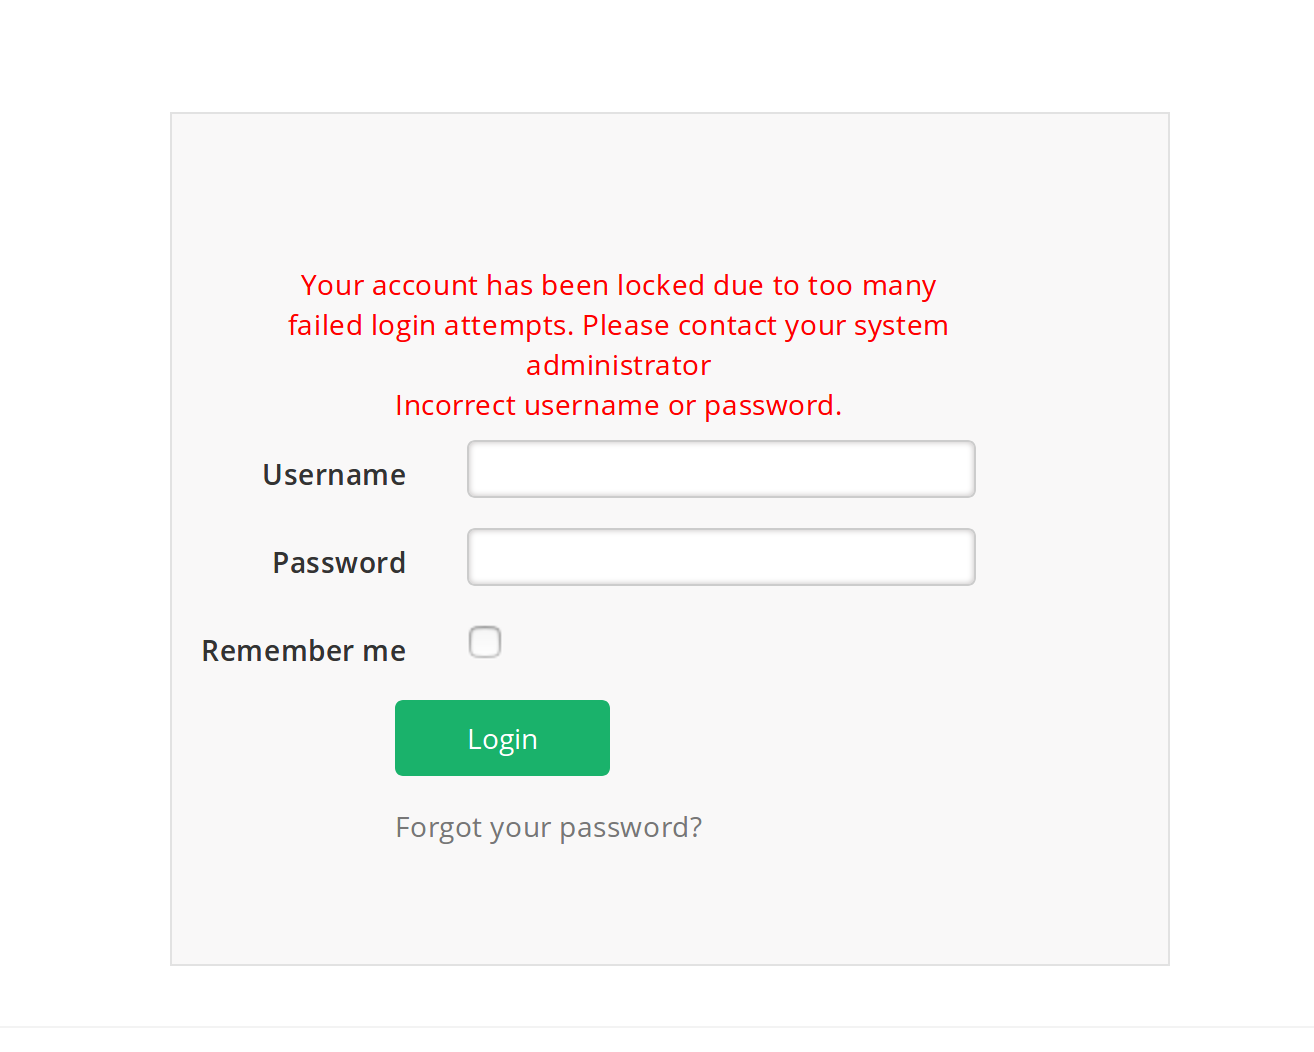 Your account has been locked due to too many
failed login attempts. Please contact your system
administrator
Incorrect username or password.
Username
Password
Remember me
Login
Forgot your password?